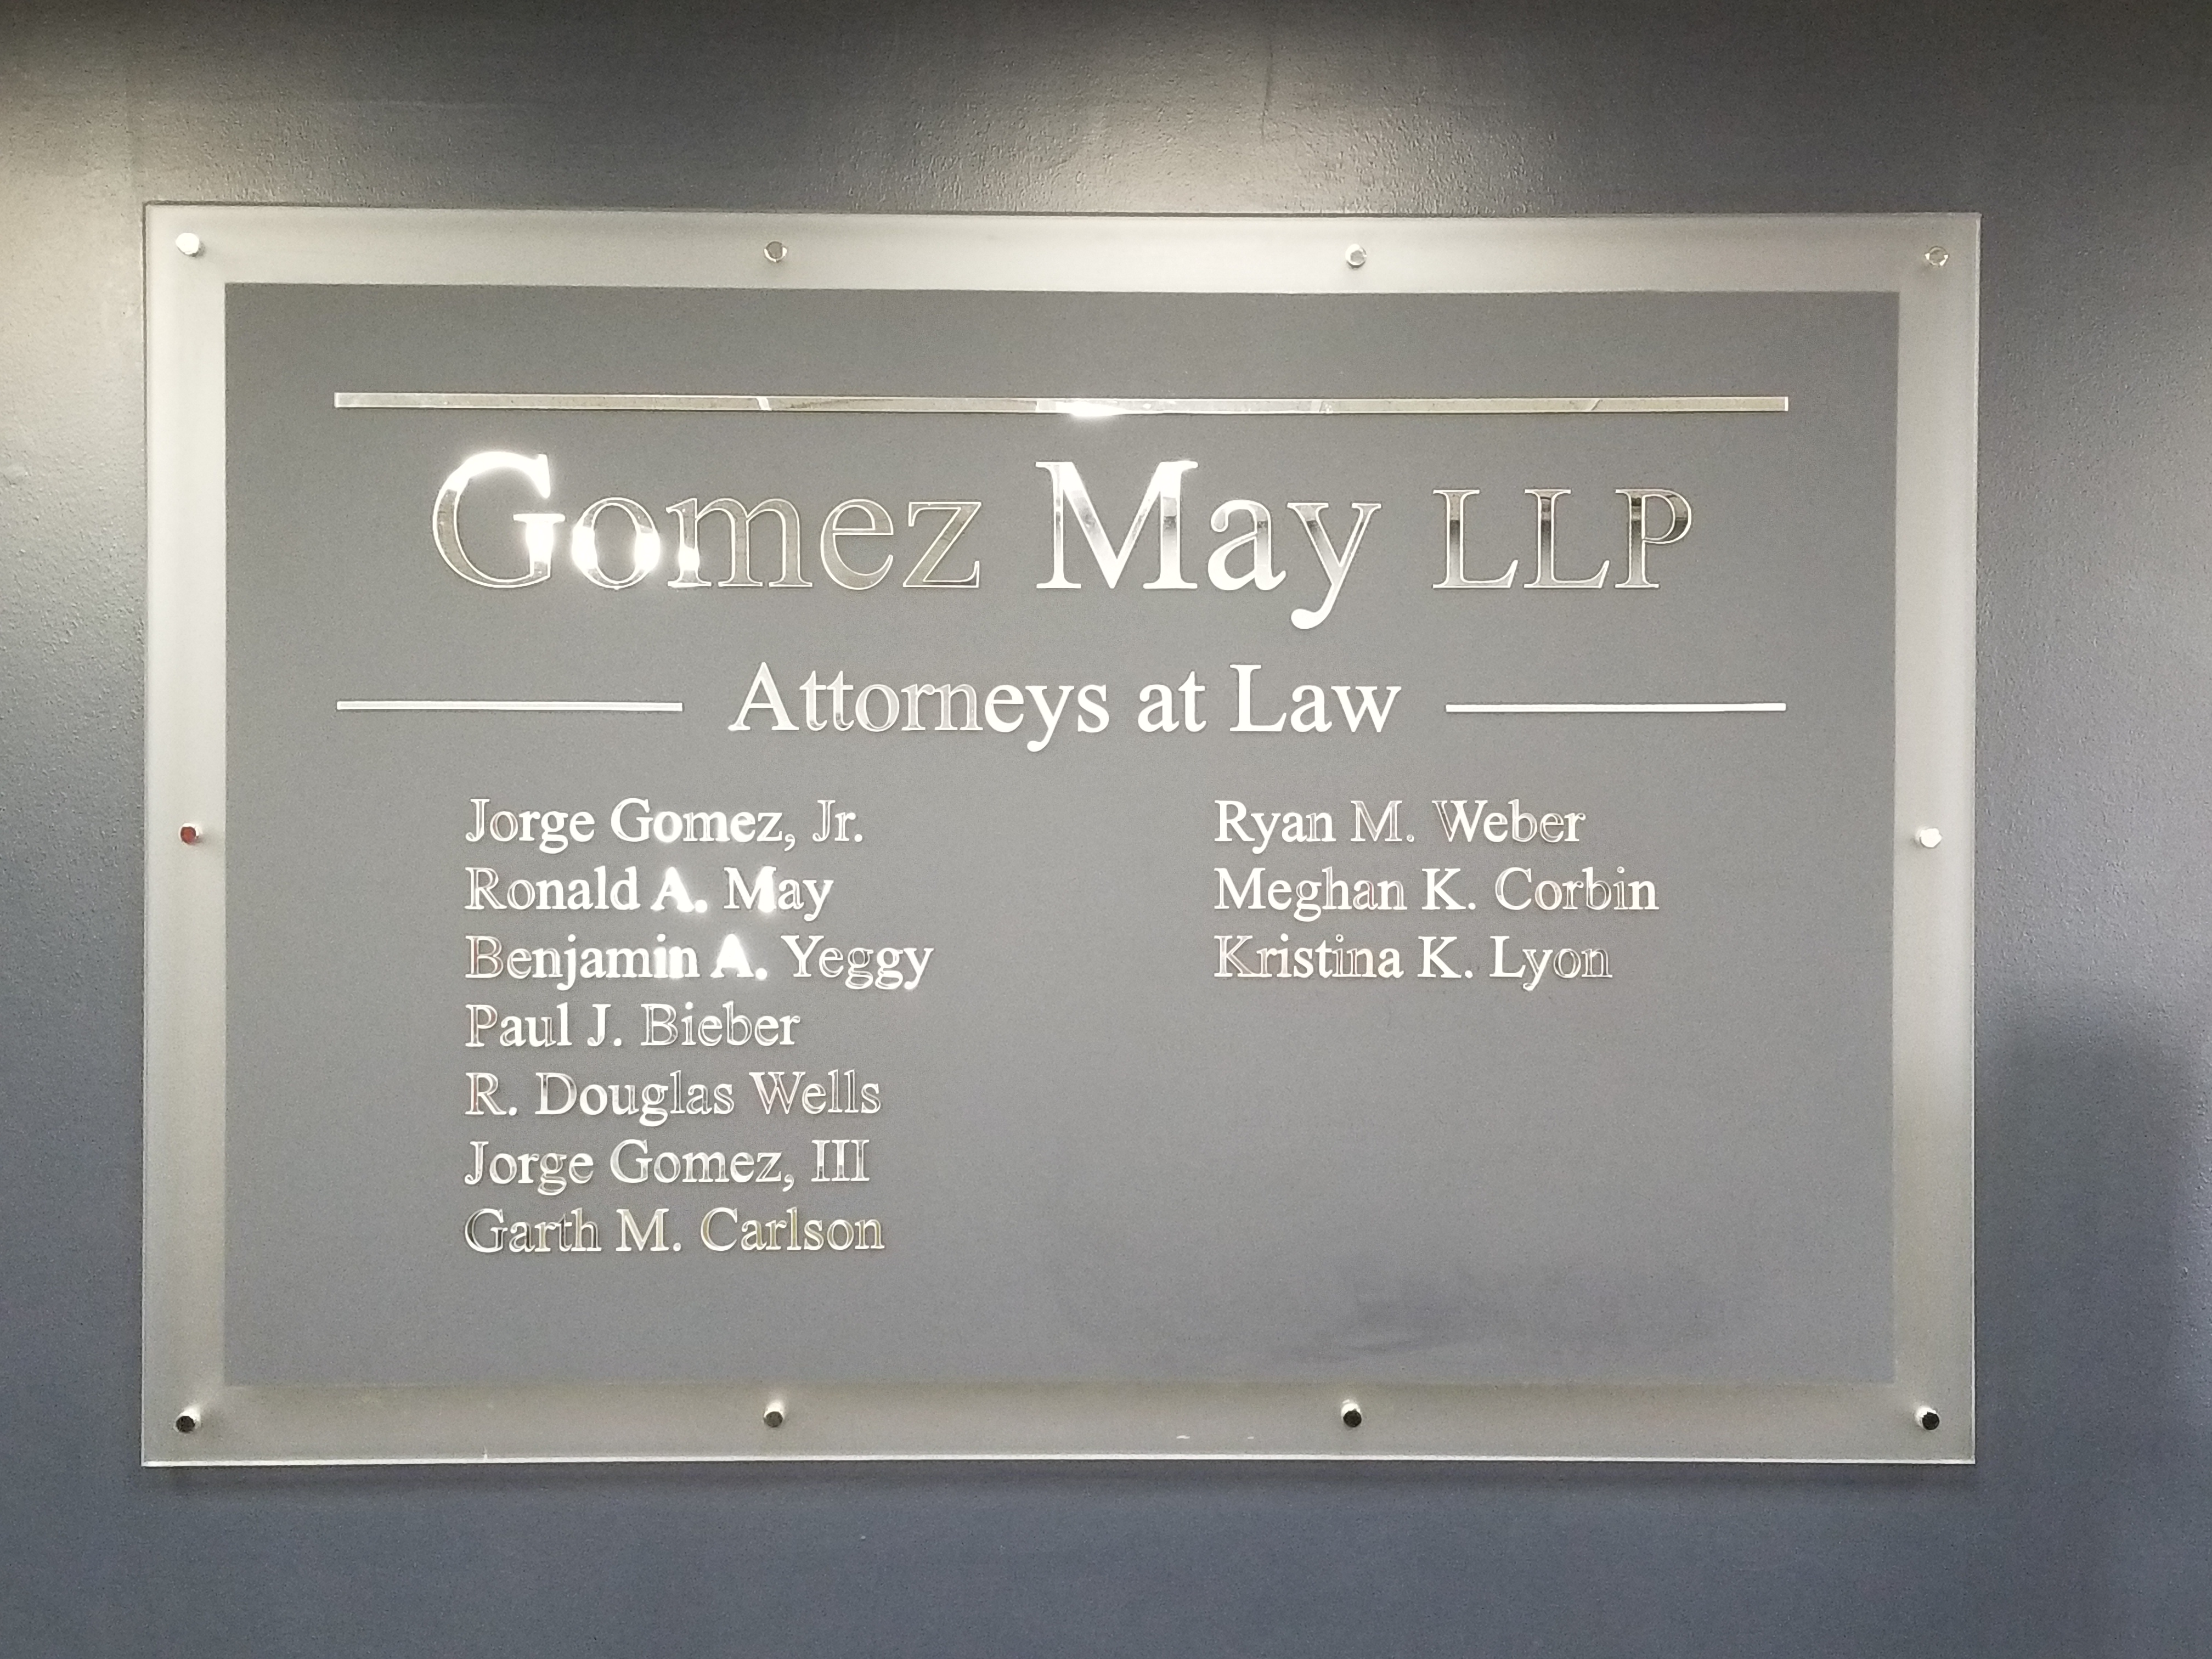 Gomez May LLP
Attorneys at Law
Jorge Gomez, Jr.
Ronald A. May
Benjamin A. Yeggy
Paul J. Bieber
R. Douglas Wells
Jorge Gomez, III
Garth M. Carlson
Ryan M. Weber
Meghan K. Corbin
Kristina K. Lyon